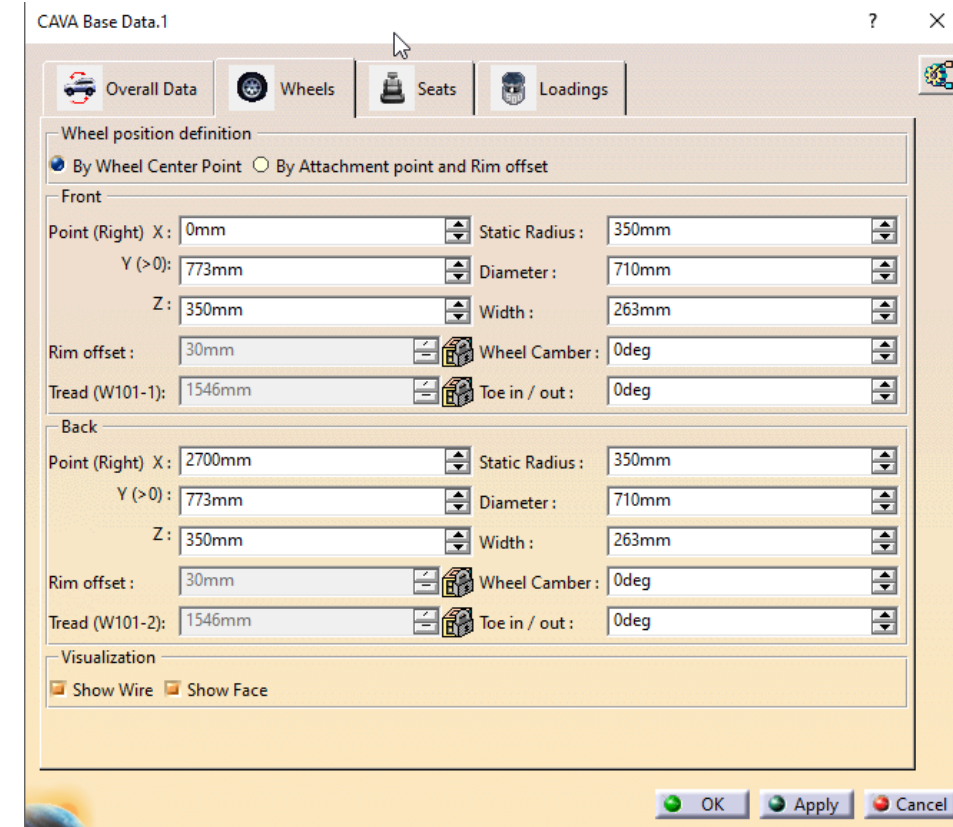 CAVA Base Data.1 ?
Overall Data Wheels Seats Loadings
Wheel position definition
By Wheel Center Point By Attachment point and Rim offset
Front
Point (Right) X : 0mm Static Radius : 350mm
Y (>0): 773mm Diameter : 710mm
Z : 350mm Width : 263mm
Rim offset : 30mm Wheel Camber : 0deg
Tread (W101-1): 1546mm Toe in / out : 0deg
Back
Point (Right) X : 2700mm Static Radius : 350mm
Y (>0) : 773mm Diameter : 710mm
Z : 350mm Width : 263mm
Rim offset : 30mm Wheel Camber : 0deg
Tread (W101-2): 1546mm Toe in / out : 0deg
Visualization
Show Wire Show Face
OK Apply Cancel